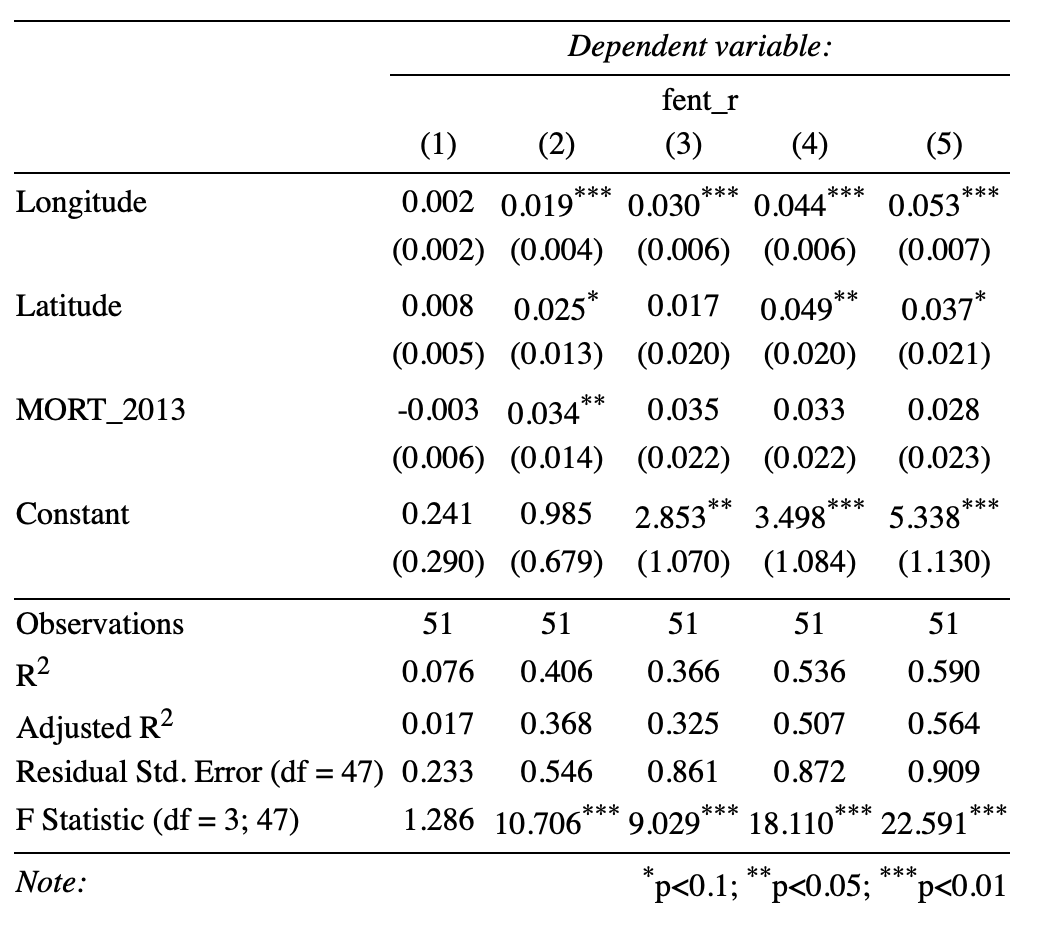 Dependent variable:
fent_r
(1) (2) (3) (4) (5)
Longitude 0.002 0.019*** 0.030*** 0.044*** 0.053***
(0.002) (0.004) (0.006) (0.006) (0.007)
Latitude 0.008 0.025* 0.017 0.049** 0.037*
(0.005) (0.013) (0.020) (0.020) (0.021)
MORT_2013 -0.003 0.034** 0.035 0.033 0.028
(0.006) (0.014) (0.022) (0.022) (0.023)
Constant 0.241 0.985 2.853** 3.498*** 5.338***
(0.290) (0.679) (1.070) (1.084) (1.130)
Observations 51 51 51 51 51
R2 0.076 0.406 0.366 0.536 0.590
Adjusted R2 0.017 0.368 0.325 0.507 0.564
Residual Std. Error (df = 47) 0.233 0.546 0.861 0.872 0.909
F Statistic (df = 3; 47) 1.286 10.706*** 9.029*** 18.110*** 22.591***
Note: *p<0.1; **p<0.05; ***p<0.01